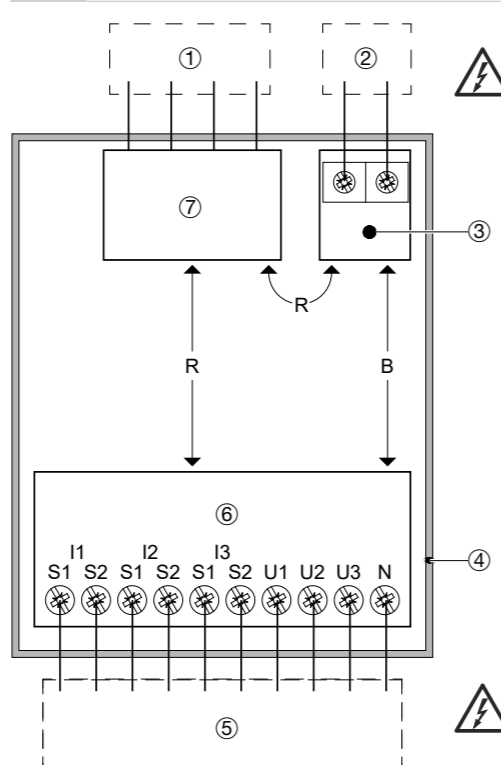 ① ②
⑦
③
R
R B
⑥
I1 I2 I3
S1 S2 S1 S2 S1 S2 U1 U2 U3 N
④
⑤